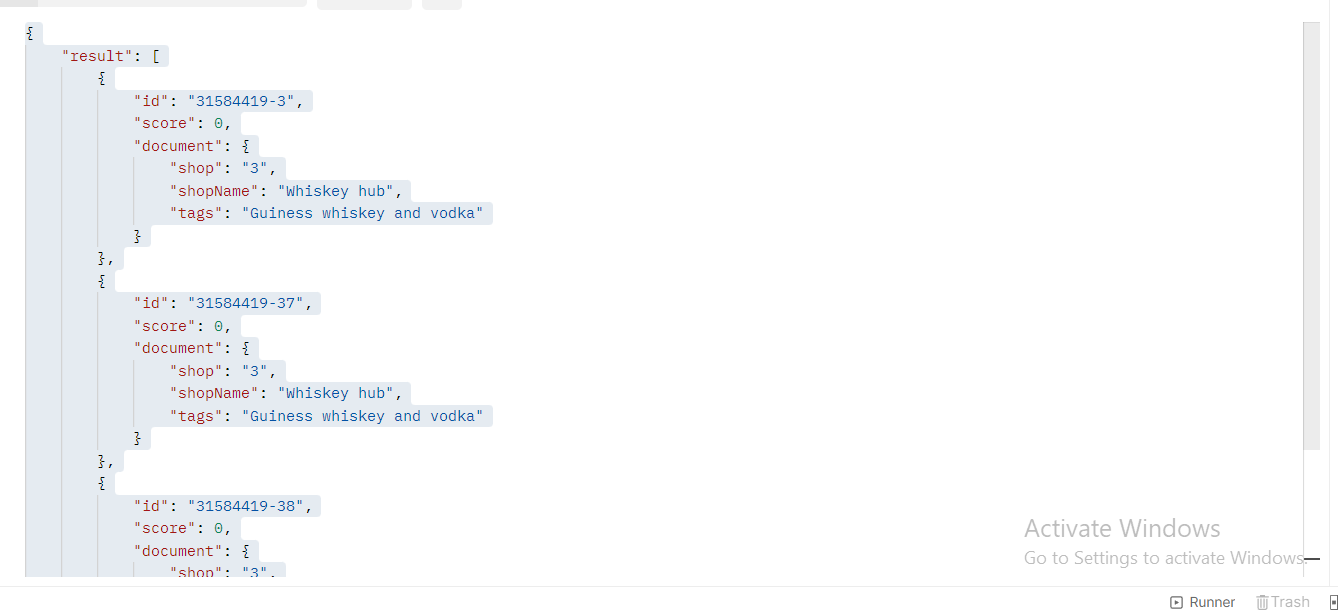 {
"result": [
{
"id": "31584419-3",
"score": 0,
"document": {
"shop": "3",
"shopName": "Whiskey hub",
"tags": "Guiness whiskey and vodka"
}
},
{
"id": "31584419-37",
"score": 0,
"document": {
"shop": "3",
"shopName": "Whiskey hub",
"tags": "Guiness whiskey and vodka"
}
},
{
"id": "31584419-38",
"score": 0,
"document": {
"shop": "3",
Activate Windows
Go to Settings to activate Windows.
Runner Trash